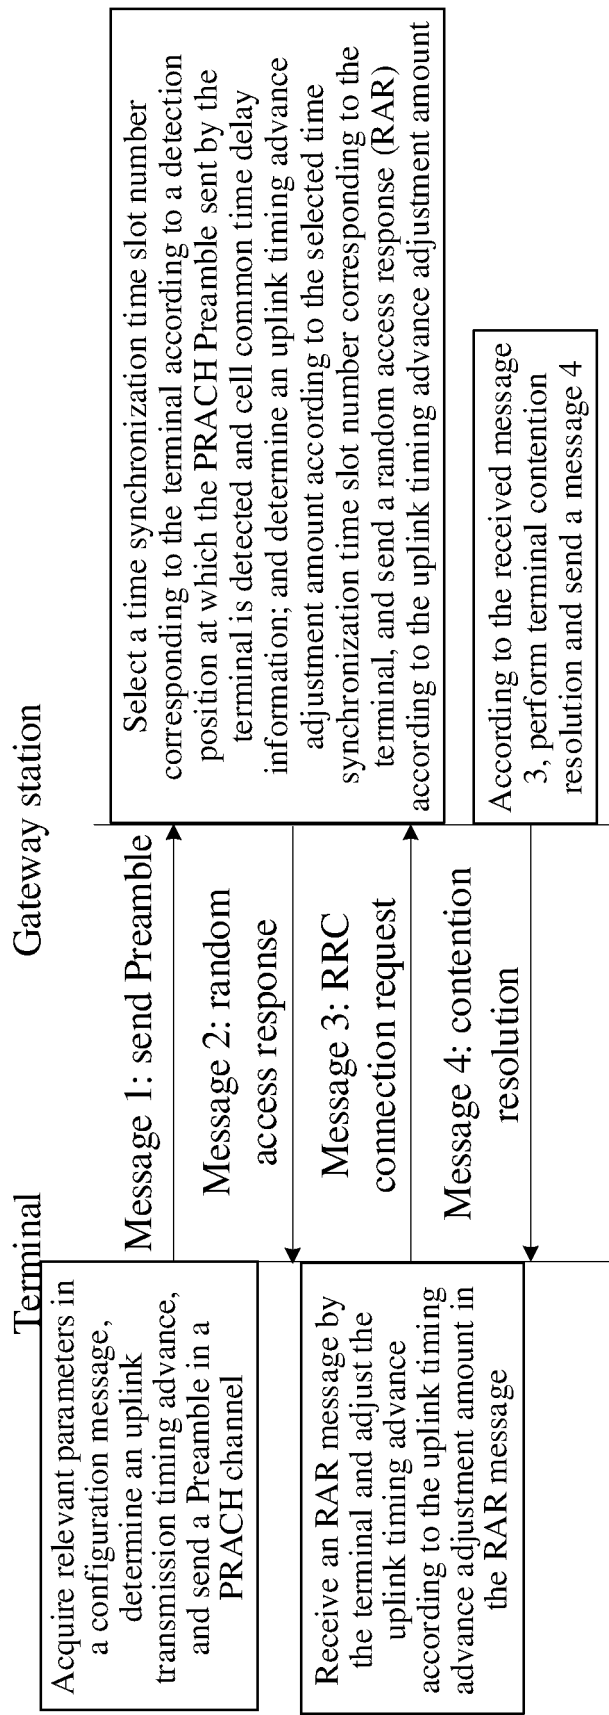 Terminal
Gateway station
Acquire relevant parameters in
a configuration message,
determine an uplink
transmission timing advance,
and send a Preamble in a
PRACH channel
Message 1: send Preamble
Select a time synchronization time slot number
corresponding to the terminal according to a detection
position at which the PRACH Preamble sent by the
terminal is detected and cell common time delay
information; and determine an uplink timing advance
adjustment amount according to the selected time
synchronization time slot number corresponding to the
terminal, and send a random access response (RAR)
according to the uplink timing advance adjustment amount
Message 2: random
access response
Receive an RAR message by
the terminal and adjust the
uplink timing advance
according to the uplink timing
advance adjustment amount in
the RAR message
Message 3: RRC
connection request
According to the received message
3, perform terminal contention
resolution and send a message 4
Message 4: contention
resolution